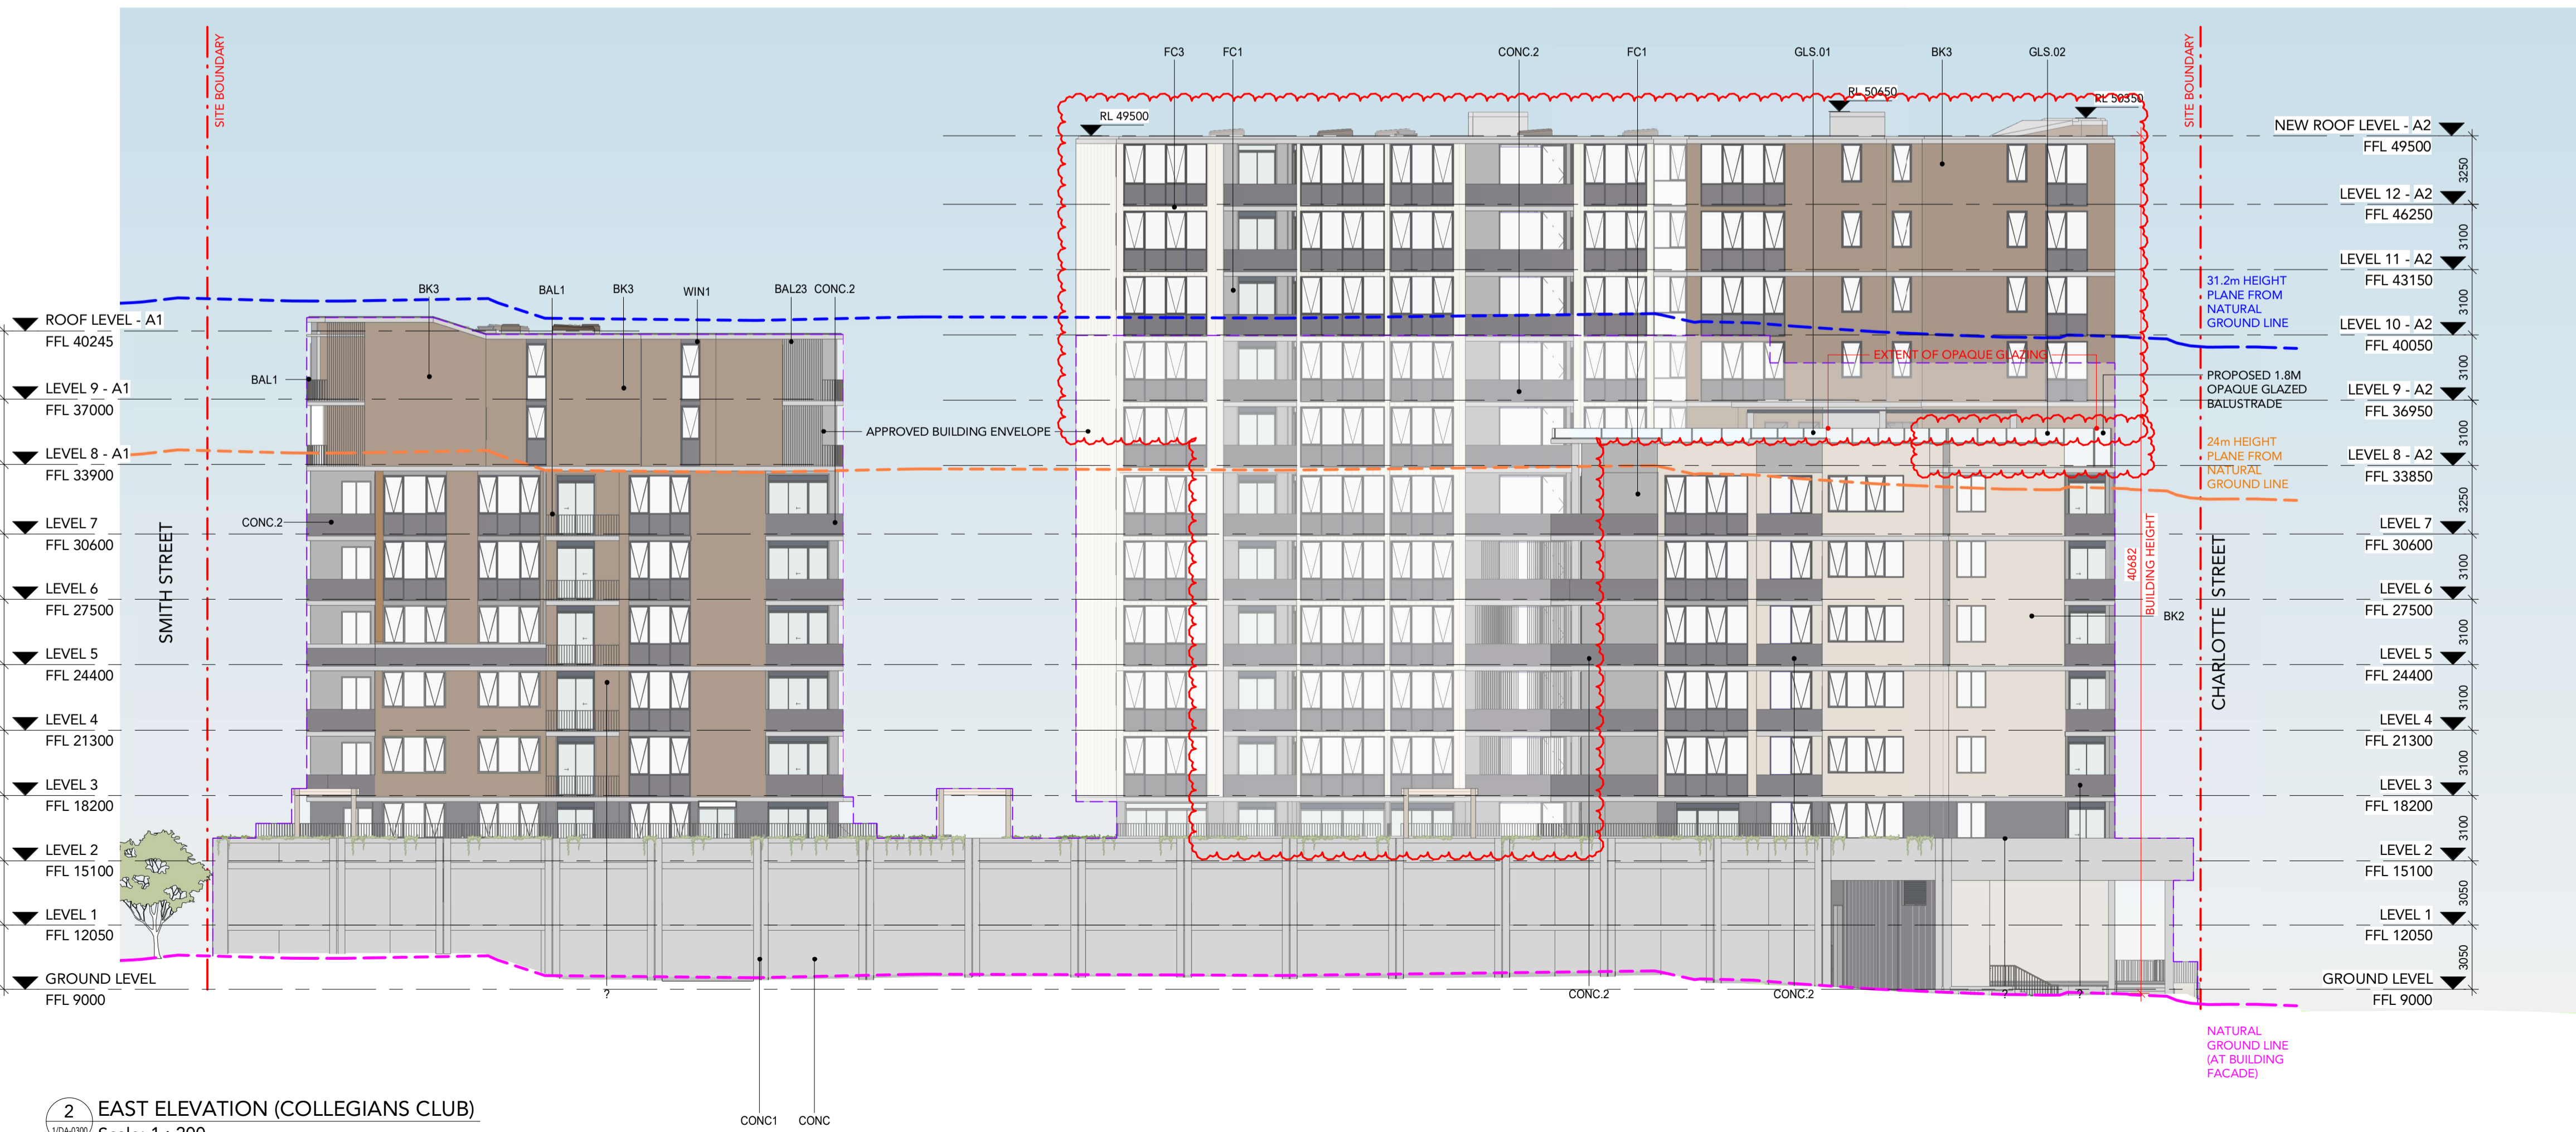 SITE BOUNDARY
FC3
FC1
CONC.2
FC1
GLS.01
BK3
GLS.02
SITE BOUNDARY
RL 49500
RL 50650
RL 50350
NEW ROOF LEVEL - A2
FFL 49500
3250
LEVEL 12 - A2
FFL 46250
3100
LEVEL 11 - A2
FFL 43150
3100
LEVEL 10 - A2
FFL 40050
3100
LEVEL 9 - A2
FFL 36950
3100
LEVEL 8 - A2
FFL 33850
3250
LEVEL 7
FFL 30600
3100
LEVEL 6
FFL 27500
3100
LEVEL 5
FFL 24400
3100
LEVEL 4
FFL 21300
3100
LEVEL 3
FFL 18200
3100
LEVEL 2
FFL 15100
3050
LEVEL 1
FFL 12050
3050
GROUND LEVEL
FFL 9000
31.2m HEIGHT
PLANE FROM
NATURAL
GROUND LINE
PROPOSED 1.8M
OPAQUE GLAZED
BALUSTRADE
24m HEIGHT
PLANE FROM
NATURAL
GROUND LINE
EXTENT OF OPAQUE GLAZING
40682
BUILDING HEIGHT
BK2
CHARLOTTE STREET
NATURAL
GROUND LINE
(AT BUILDING
FACADE)
BK3
BAL1
BK3
WIN1
BAL23
CONC.2
BAL1
APPROVED BUILDING ENVELOPE
CONC.2
SMITH STREET
ROOF LEVEL - A1
FFL 40245
LEVEL 9 - A1
FFL 37000
LEVEL 8 - A1
FFL 33900
LEVEL 7
FFL 30600
LEVEL 6
FFL 27500
LEVEL 5
FFL 24400
LEVEL 4
FFL 21300
LEVEL 3
FFL 18200
LEVEL 2
FFL 15100
LEVEL 1
FFL 12050
GROUND LEVEL
FFL 9000
?
CONC.2
CONC.2
?
?
CONC1
CONC
2
EAST ELEVATION (COLLEGIANS CLUB)
1/DA-0300
Scale: 1 : 200